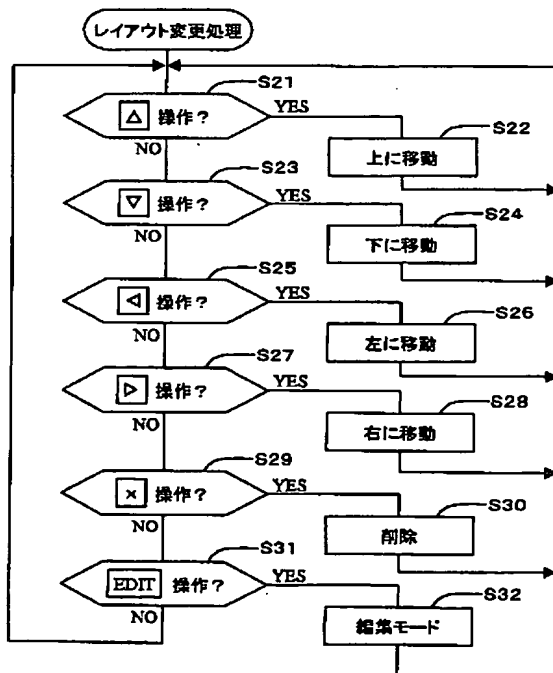 レイアウト変更処理
S21
△ 操作？
YES
NO
S22
上に移動
S23
▽ 操作？
YES
NO
S24
下に移動
S25
◁ 操作？
YES
NO
S26
左に移動
S27
▷ 操作？
YES
NO
S28
右に移動
S29
× 操作？
YES
NO
S30
削除
S31
EDIT 操作？
YES
NO
S32
編集モード